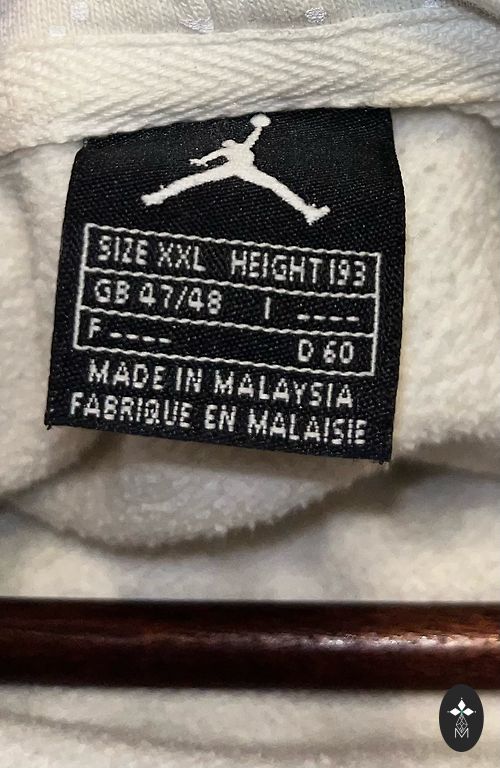 SIZE XXL HEIGHT 193
GB 47/48 I ----
F ---- D 60
MADE IN MALAYSIA
FABRIQUE EN MALAISIE
M